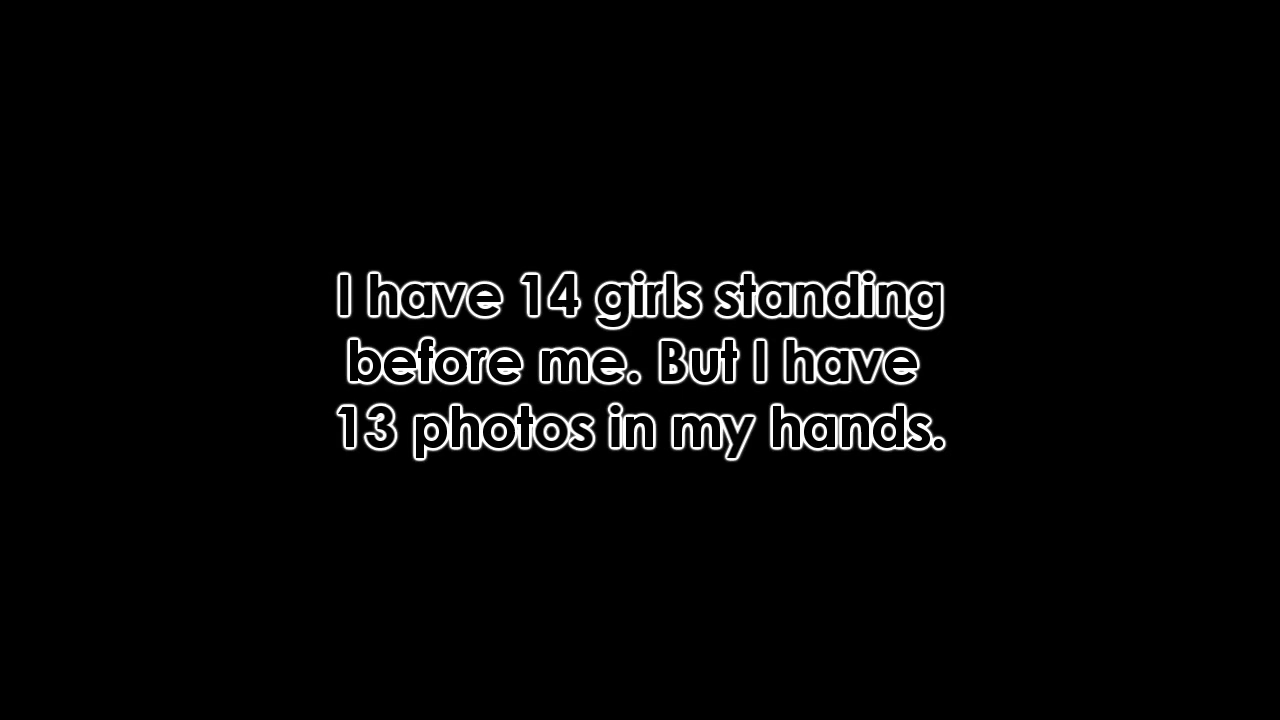 I have 14 girls standing
before me. But I have
13 photos in my hands.